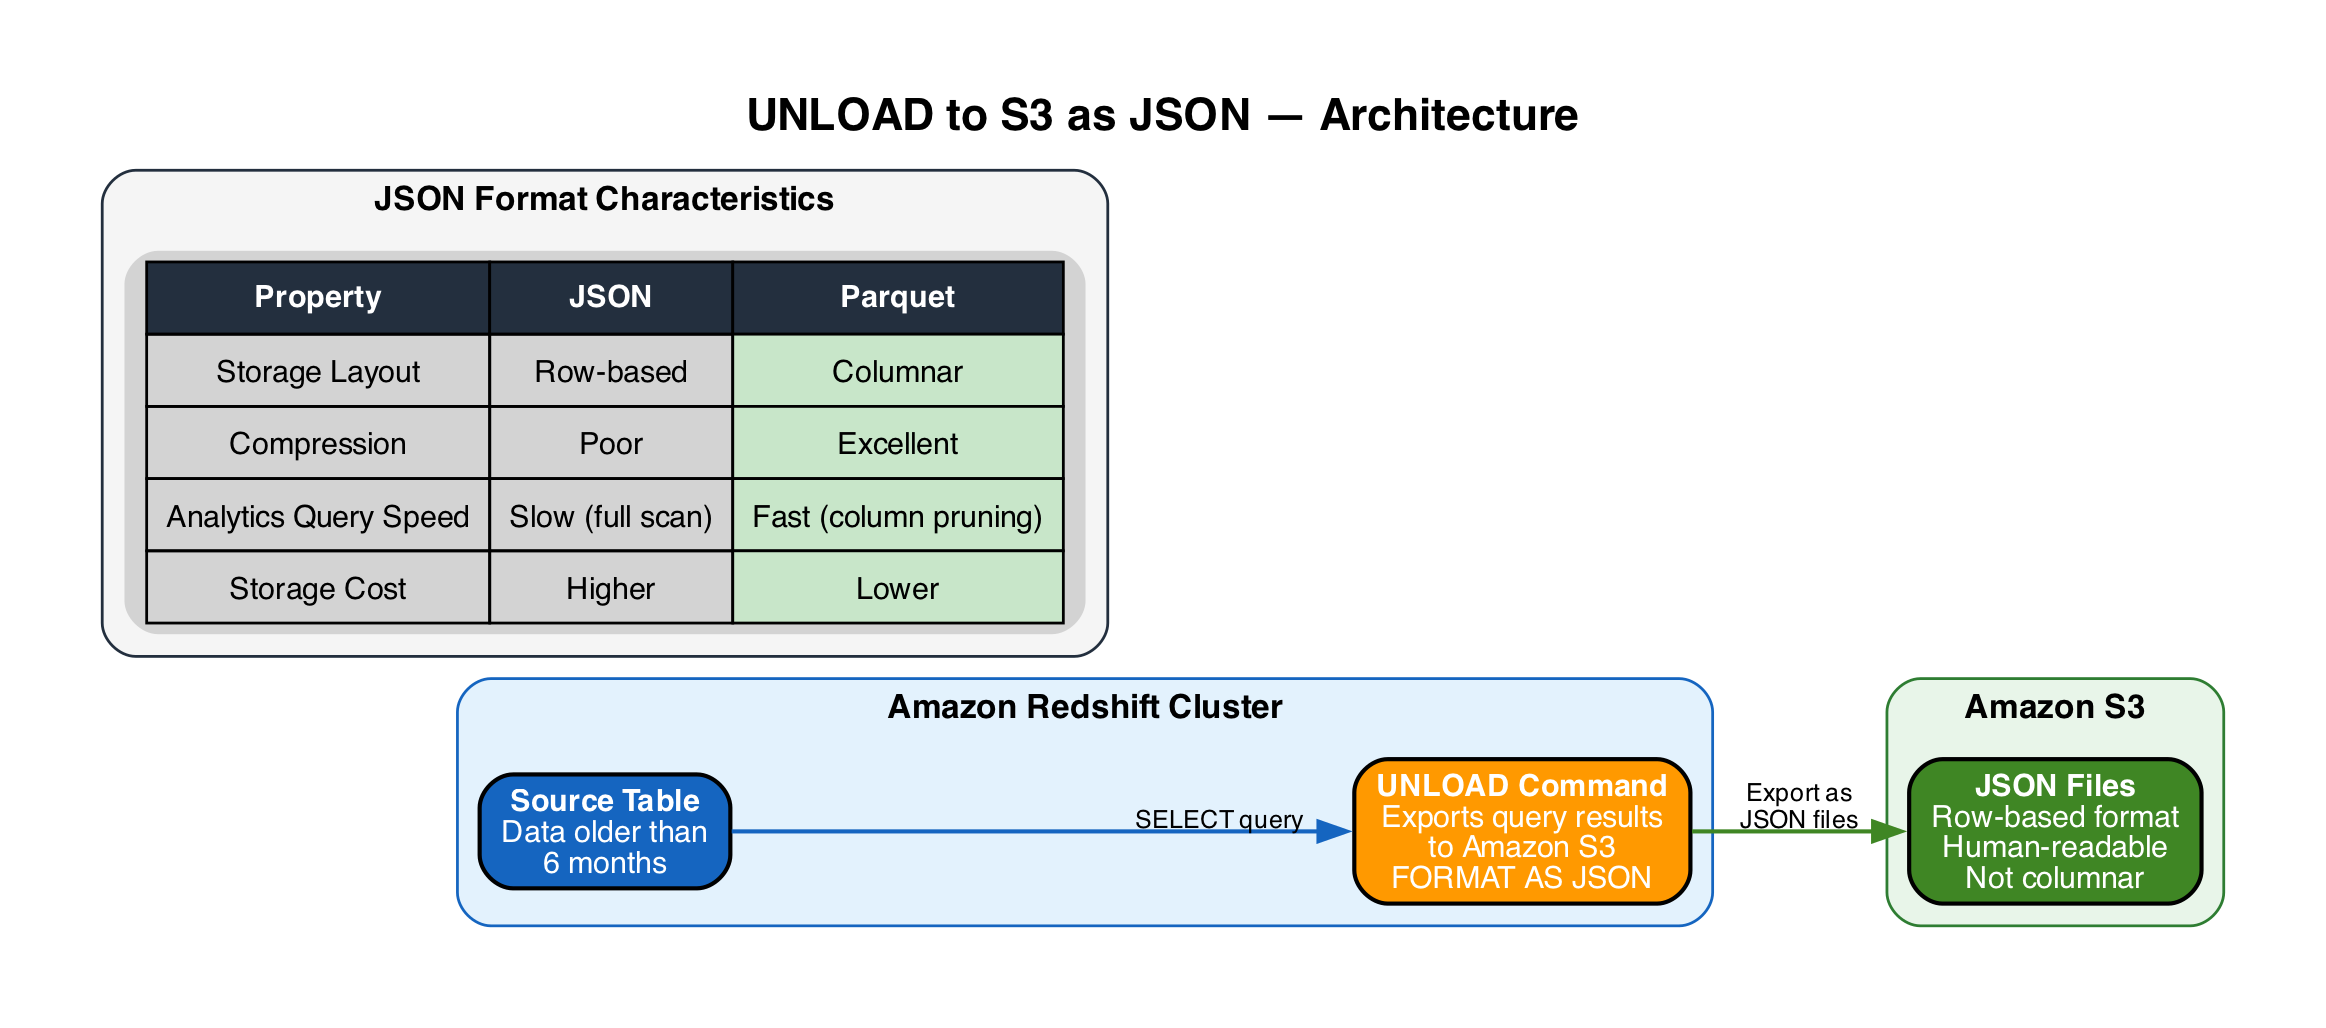 UNLOAD to S3 as JSON — Architecture
JSON Format Characteristics
Property JSON Parquet
Storage Layout Row-based Columnar
Compression Poor Excellent
Analytics Query Speed Slow (full scan) Fast (column pruning)
Storage Cost Higher Lower
Amazon Redshift Cluster
Source Table
Data older than
6 months
SELECT query
UNLOAD Command
Exports query results
to Amazon S3
FORMAT AS JSON
Export as
JSON files
Amazon S3
JSON Files
Row-based format
Human-readable
Not columnar